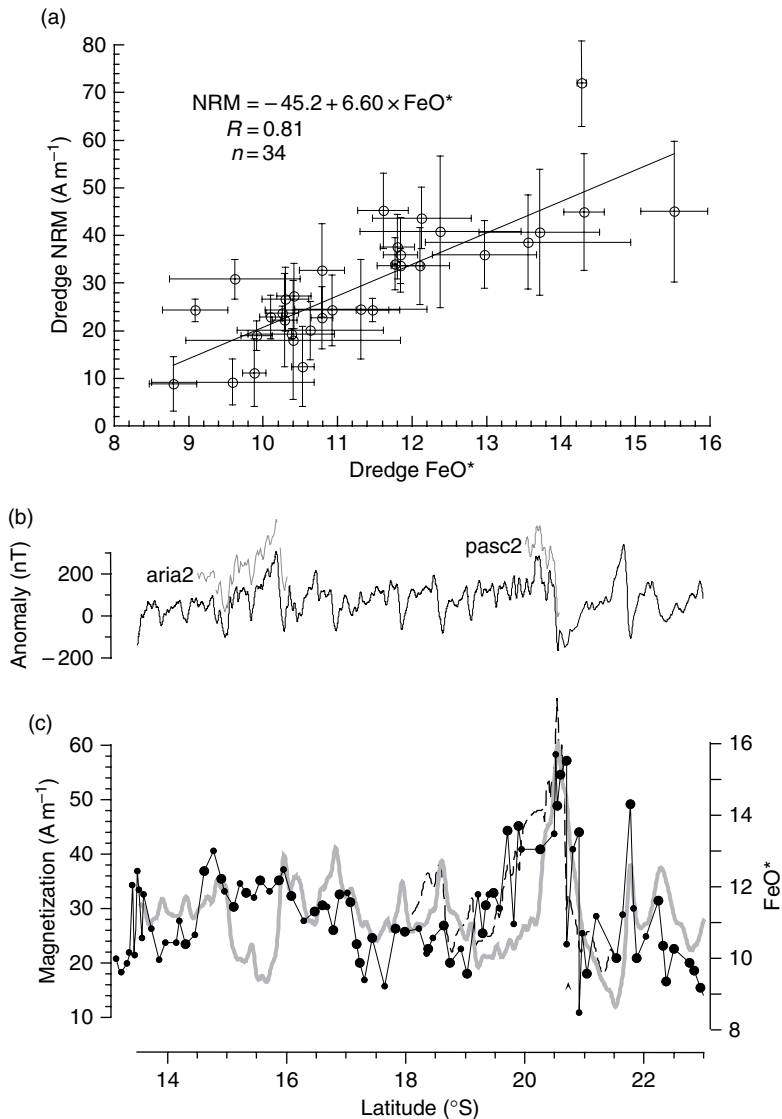 (a)
80
70
60
50
40
30
20
10
0
Dredge NRM (A m⁻¹)
NRM = −45.2 + 6.60 × FeO*
R = 0.81
n = 34
8 9 10 11 12 13 14 15 16
Dredge FeO*
(b)
aria2
pasc2
200
0
−200
Anomaly (nT)
(c)
60
50
40
30
20
10
Magnetization (A m⁻¹)
16
14
12
10
8
FeO*
14 16 18 20 22
Latitude (°S)